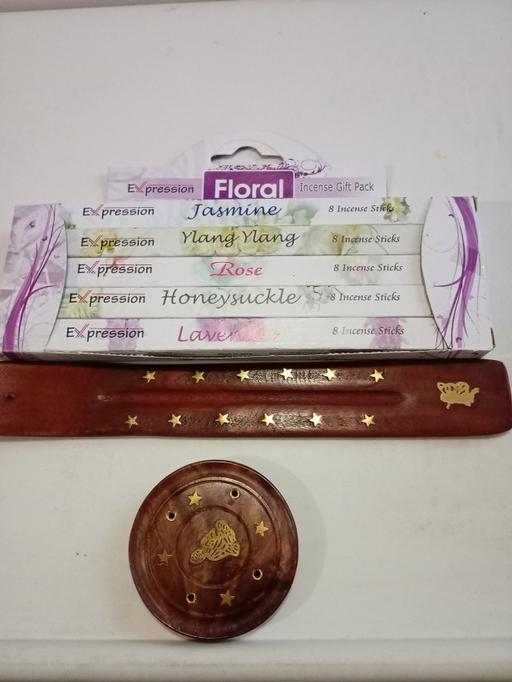 Expression Floral Incense Gift Pack
Expression Jasmine 8 Incense Sticks
Expression Ylang Ylang 8 Incense Sticks
Expression Rose 8 Incense Sticks
Expression Honeysuckle 8 Incense Sticks
Expression Lavender 8 Incense Sticks